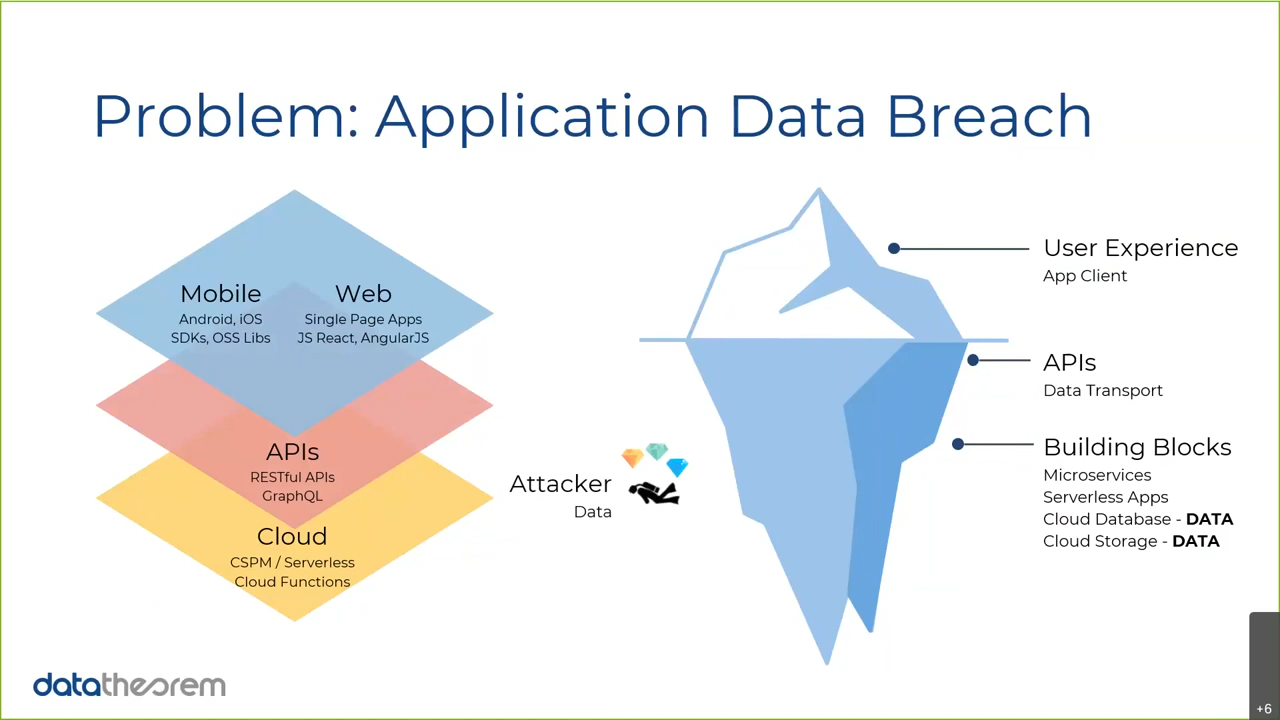 Problem: Application Data Breach
Mobile
Android, iOS
SDKs, OSS Libs
Web
Single Page Apps
JS React, AngularJS
APIs
RESTful APIs
GraphQL
Cloud
CSPM / Serverless
Cloud Functions
Attacker
Data
User Experience
App Client
APIs
Data Transport
Building Blocks
Microservices
Serverless Apps
Cloud Database - DATA
Cloud Storage - DATA
datatheorem
+6